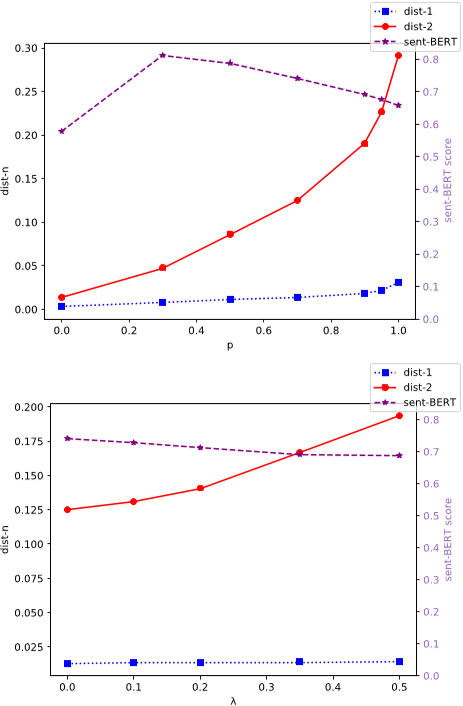 dist-1
dist-2
sent-BERT
0.30
0.25
0.20
0.15
0.10
0.05
0.00
dist-n
0.8
0.7
0.6
0.5
0.4
0.3
0.2
0.1
0.0
sent-BERT score
0.0 0.2 0.4 0.6 0.8 1.0
p
dist-1
dist-2
sent-BERT
0.200
0.175
0.150
0.125
0.100
0.075
0.050
0.025
dist-n
0.8
0.7
0.6
0.5
0.4
0.3
0.2
0.1
0.0
sent-BERT score
0.0 0.1 0.2 0.3 0.4 0.5
λ